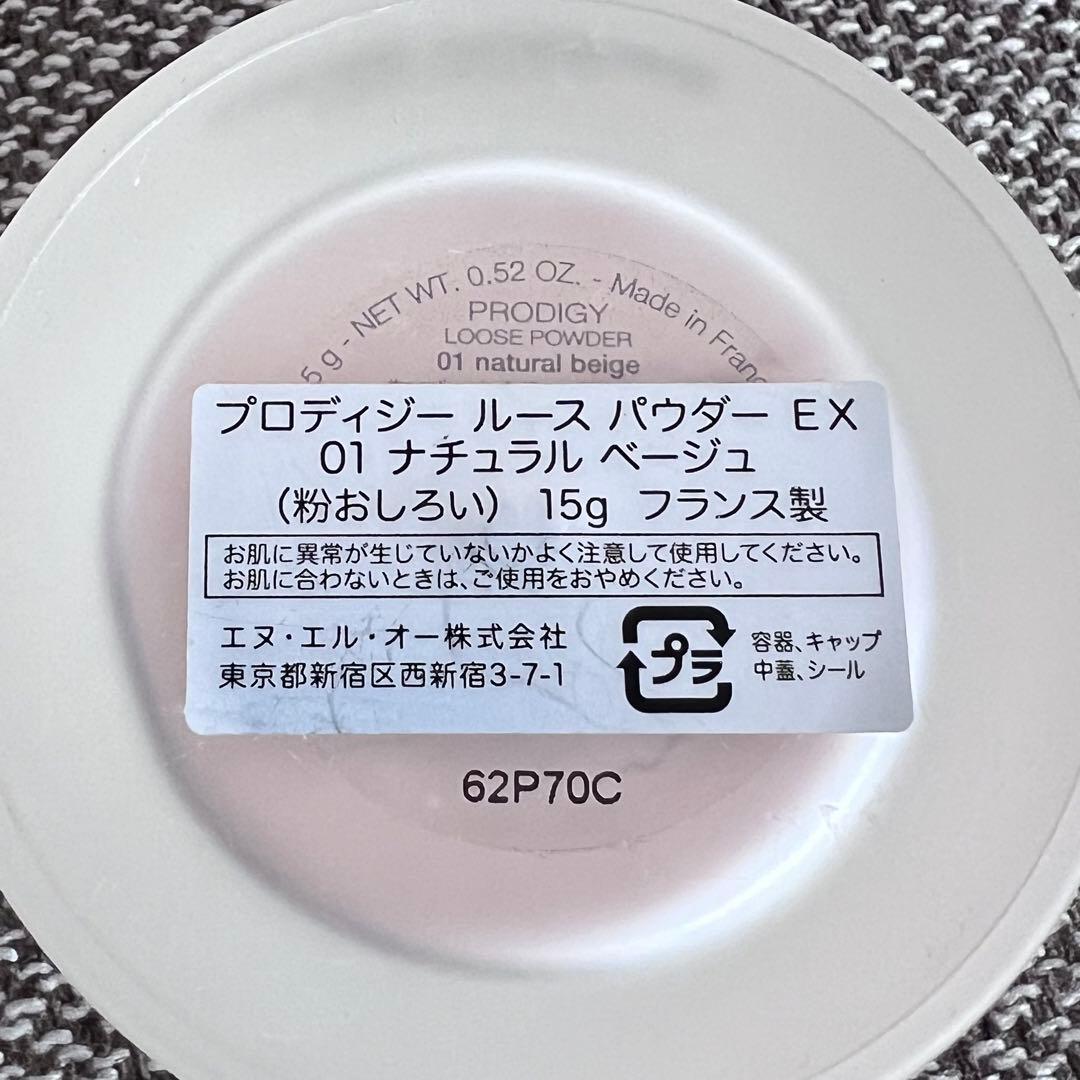 5 g - NET WT. 0.52 OZ. - Made in Franc
PRODIGY
LOOSE POWDER
01 natural beige
プロディジー ルース パウダー EX
01 ナチュラル ベージュ
(粉おしろい) 15g フランス製
お肌に異常が生じていないかよく注意して使用してください。
お肌に合わないときは、ご使用をおやめください。
エヌ・エル・オー株式会社
東京都新宿区西新宿3-7-1
プラ
容器、キャップ
中蓋、シール
62P70C